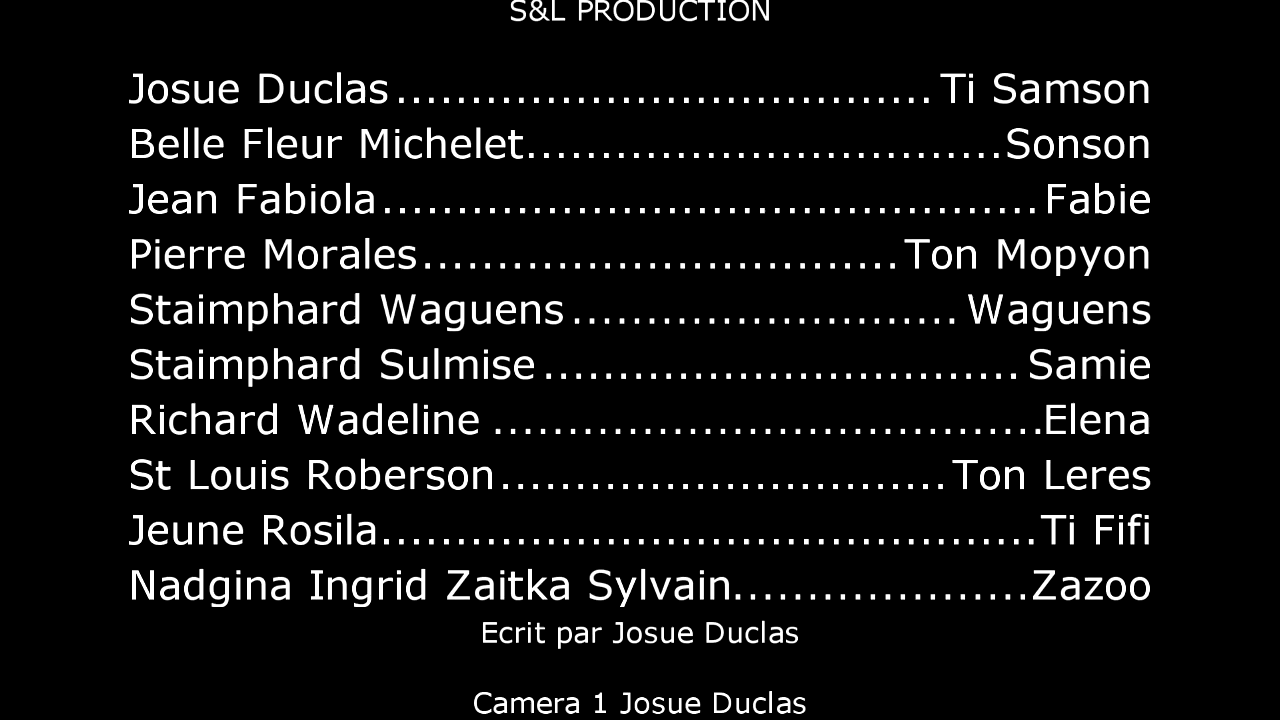 S&L PRODUCTION
Josue Duclas.....................................Ti Samson
Belle Fleur Michelet................................Sonson
Jean Fabiola............................................Fabie
Pierre Morales................................Ton Mopyon
Staimphard Waguens..........................Waguens
Staimphard Sulmise................................Samie
Richard Wadeline .....................................Elena
St Louis Roberson..............................Ton Leres
Jeune Rosila............................................Ti Fifi
Nadgina Ingrid Zaitka Sylvain....................Zazoo
Ecrit par Josue Duclas
Camera 1 Josue Duclas